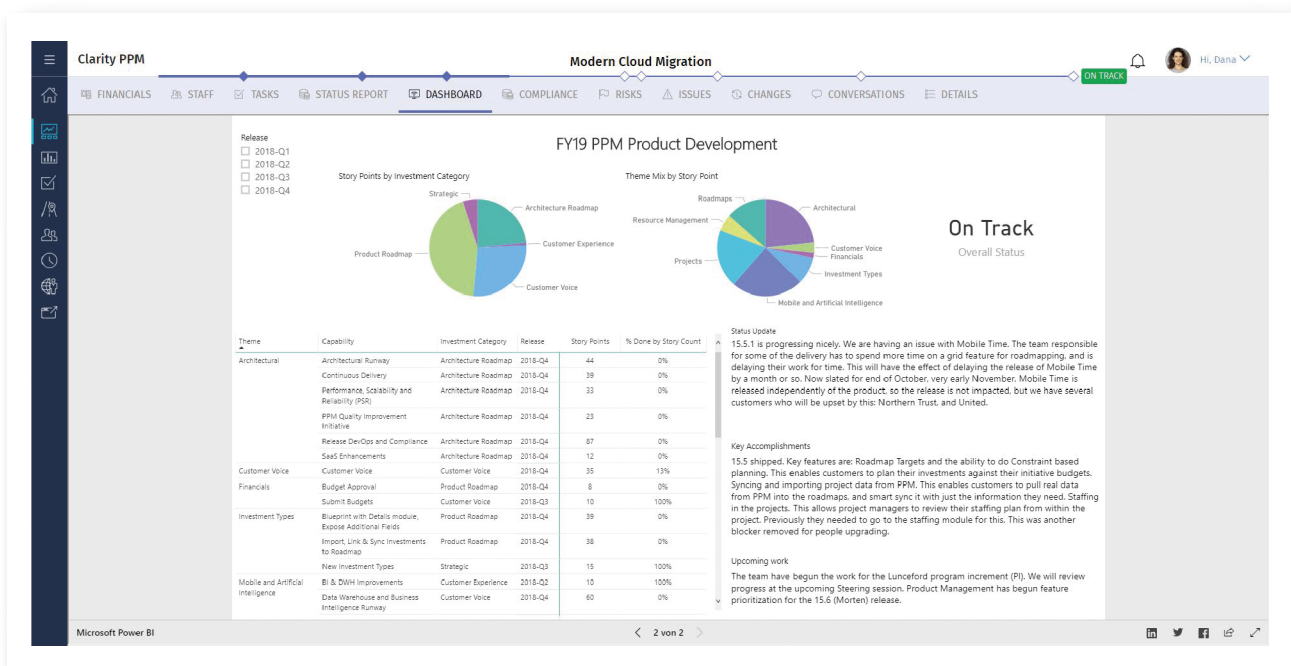 Clarity PPM
Modern Cloud Migration
Hi, Dana
ON TRACK
FINANCIALS STAFF TASKS STATUS REPORT DASHBOARD COMPLIANCE RISKS ISSUES CHANGES CONVERSATIONS DETAILS
FY19 PPM Product Development
Release
2018-Q1
2018-Q2
2018-Q3
2018-Q4
Story Points by Investment Category
Strategic
Architecture Roadmap
Customer Experience
Product Roadmap
Customer Voice
Theme Mix by Story Point
Roadmaps
Architectural
Resource Management
Customer Voice
Financials
Projects
Investment Types
Mobile and Artificial Intelligence
On Track
Overall Status
Theme Capability Investment Category Release Story Points % Done by Story Count
Architectural Architectural Runway Architecture Roadmap 2018-Q4 44 0%
Continuous Delivery Architecture Roadmap 2018-Q4 39 0%
Performance, Scalability and Architecture Roadmap 2018-Q4 33 0%
Reliability (PSR)
PPM Quality Improvement Architecture Roadmap 2018-Q4 23 0%
Initiative
Release DevOps and Compliance Architecture Roadmap 2018-Q4 87 0%
SaaS Enhancements Architecture Roadmap 2018-Q4 12 0%
Customer Voice Customer Voice Customer Voice 2018-Q4 35 13%
Financials Budget Approval Product Roadmap 2018-Q4 8 0%
Submit Budgets Customer Voice 2018-Q3 10 100%
Investment Types Blueprint with Details module, Product Roadmap 2018-Q4 39 0%
Expose Additional Fields
Import, Link & Sync Investments Product Roadmap 2018-Q4 38 0%
to Roadmap
New Investment Types Strategic 2018-Q3 15 100%
Mobile and Artificial BI & DWH Improvements Customer Experience 2018-Q2 10 100%
Intelligence Data Warehouse and Business Customer Voice 2018-Q4 60 0%
Intelligence Runway
Status Update
15.5.1 is progressing nicely. We are having an issue with Mobile Time. The team responsible
for some of the delivery has to spend more time on a grid feature for roadmapping, and is
delaying their work for time. This will have the effect of delaying the release of Mobile Time
by a month or so. Now slated for end of October, very early November. Mobile Time is
released independently of the product, so the release is not impacted, but we have several
customers who will be upset by this: Northern Trust, and United.
Key Accomplishments
15.5 shipped. Key features are: Roadmap Targets and the ability to do Constraint based
planning. This enables customers to plan their investments against their initiative budgets.
Syncing and importing project data from PPM. This enables customers to pull real data
from PPM into the roadmaps, and smart sync it with just the information they need. Staffing
in the projects. This allows project managers to review their staffing plan from within the
project. Previously they needed to go to the staffing module for this. This was another
blocker removed for people upgrading.
Upcoming work
The team have begun the work for the Lunceford program increment (PI). We will review
progress at the upcoming Steering session. Product Management has begun feature
prioritization for the 15.6 (Morten) release.
Microsoft Power BI
2 von 2